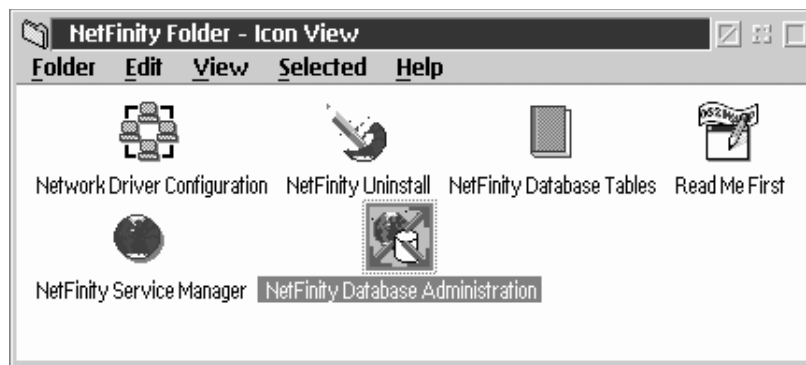 NetFinity Folder - Icon View
Folder Edit View Selected Help
Network Driver Configuration NetFinity Uninstall NetFinity Database Tables Read Me First
NetFinity Service Manager NetFinity Database Administration